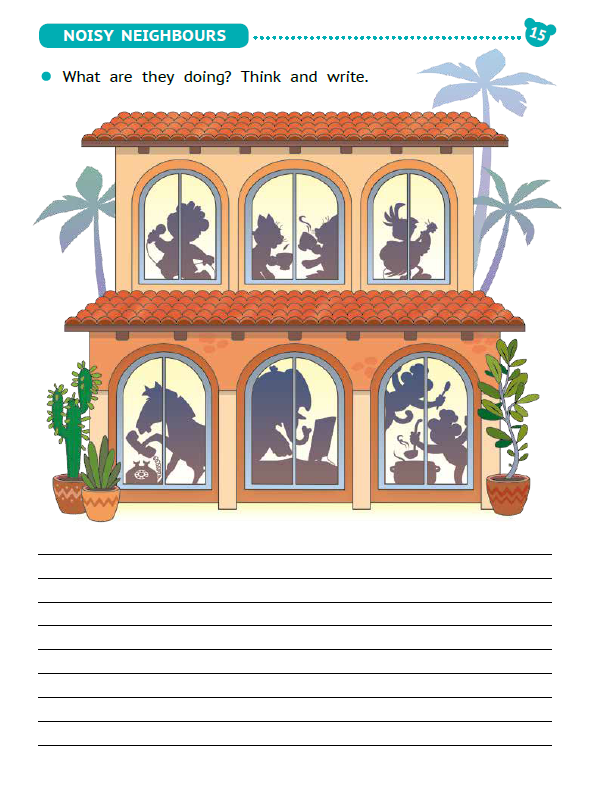 NOISY NEIGHBOURS
15
What are they doing? Think and write.